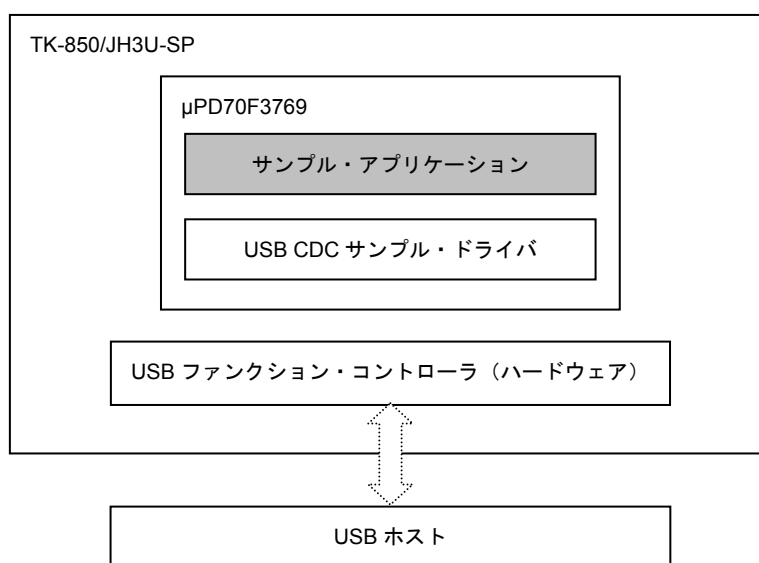 TK-850/JH3U-SP
μPD70F3769
サンプル・アプリケーション
USB CDC サンプル・ドライバ
USB ファンクション・コントローラ（ハードウェア）
USB ホスト